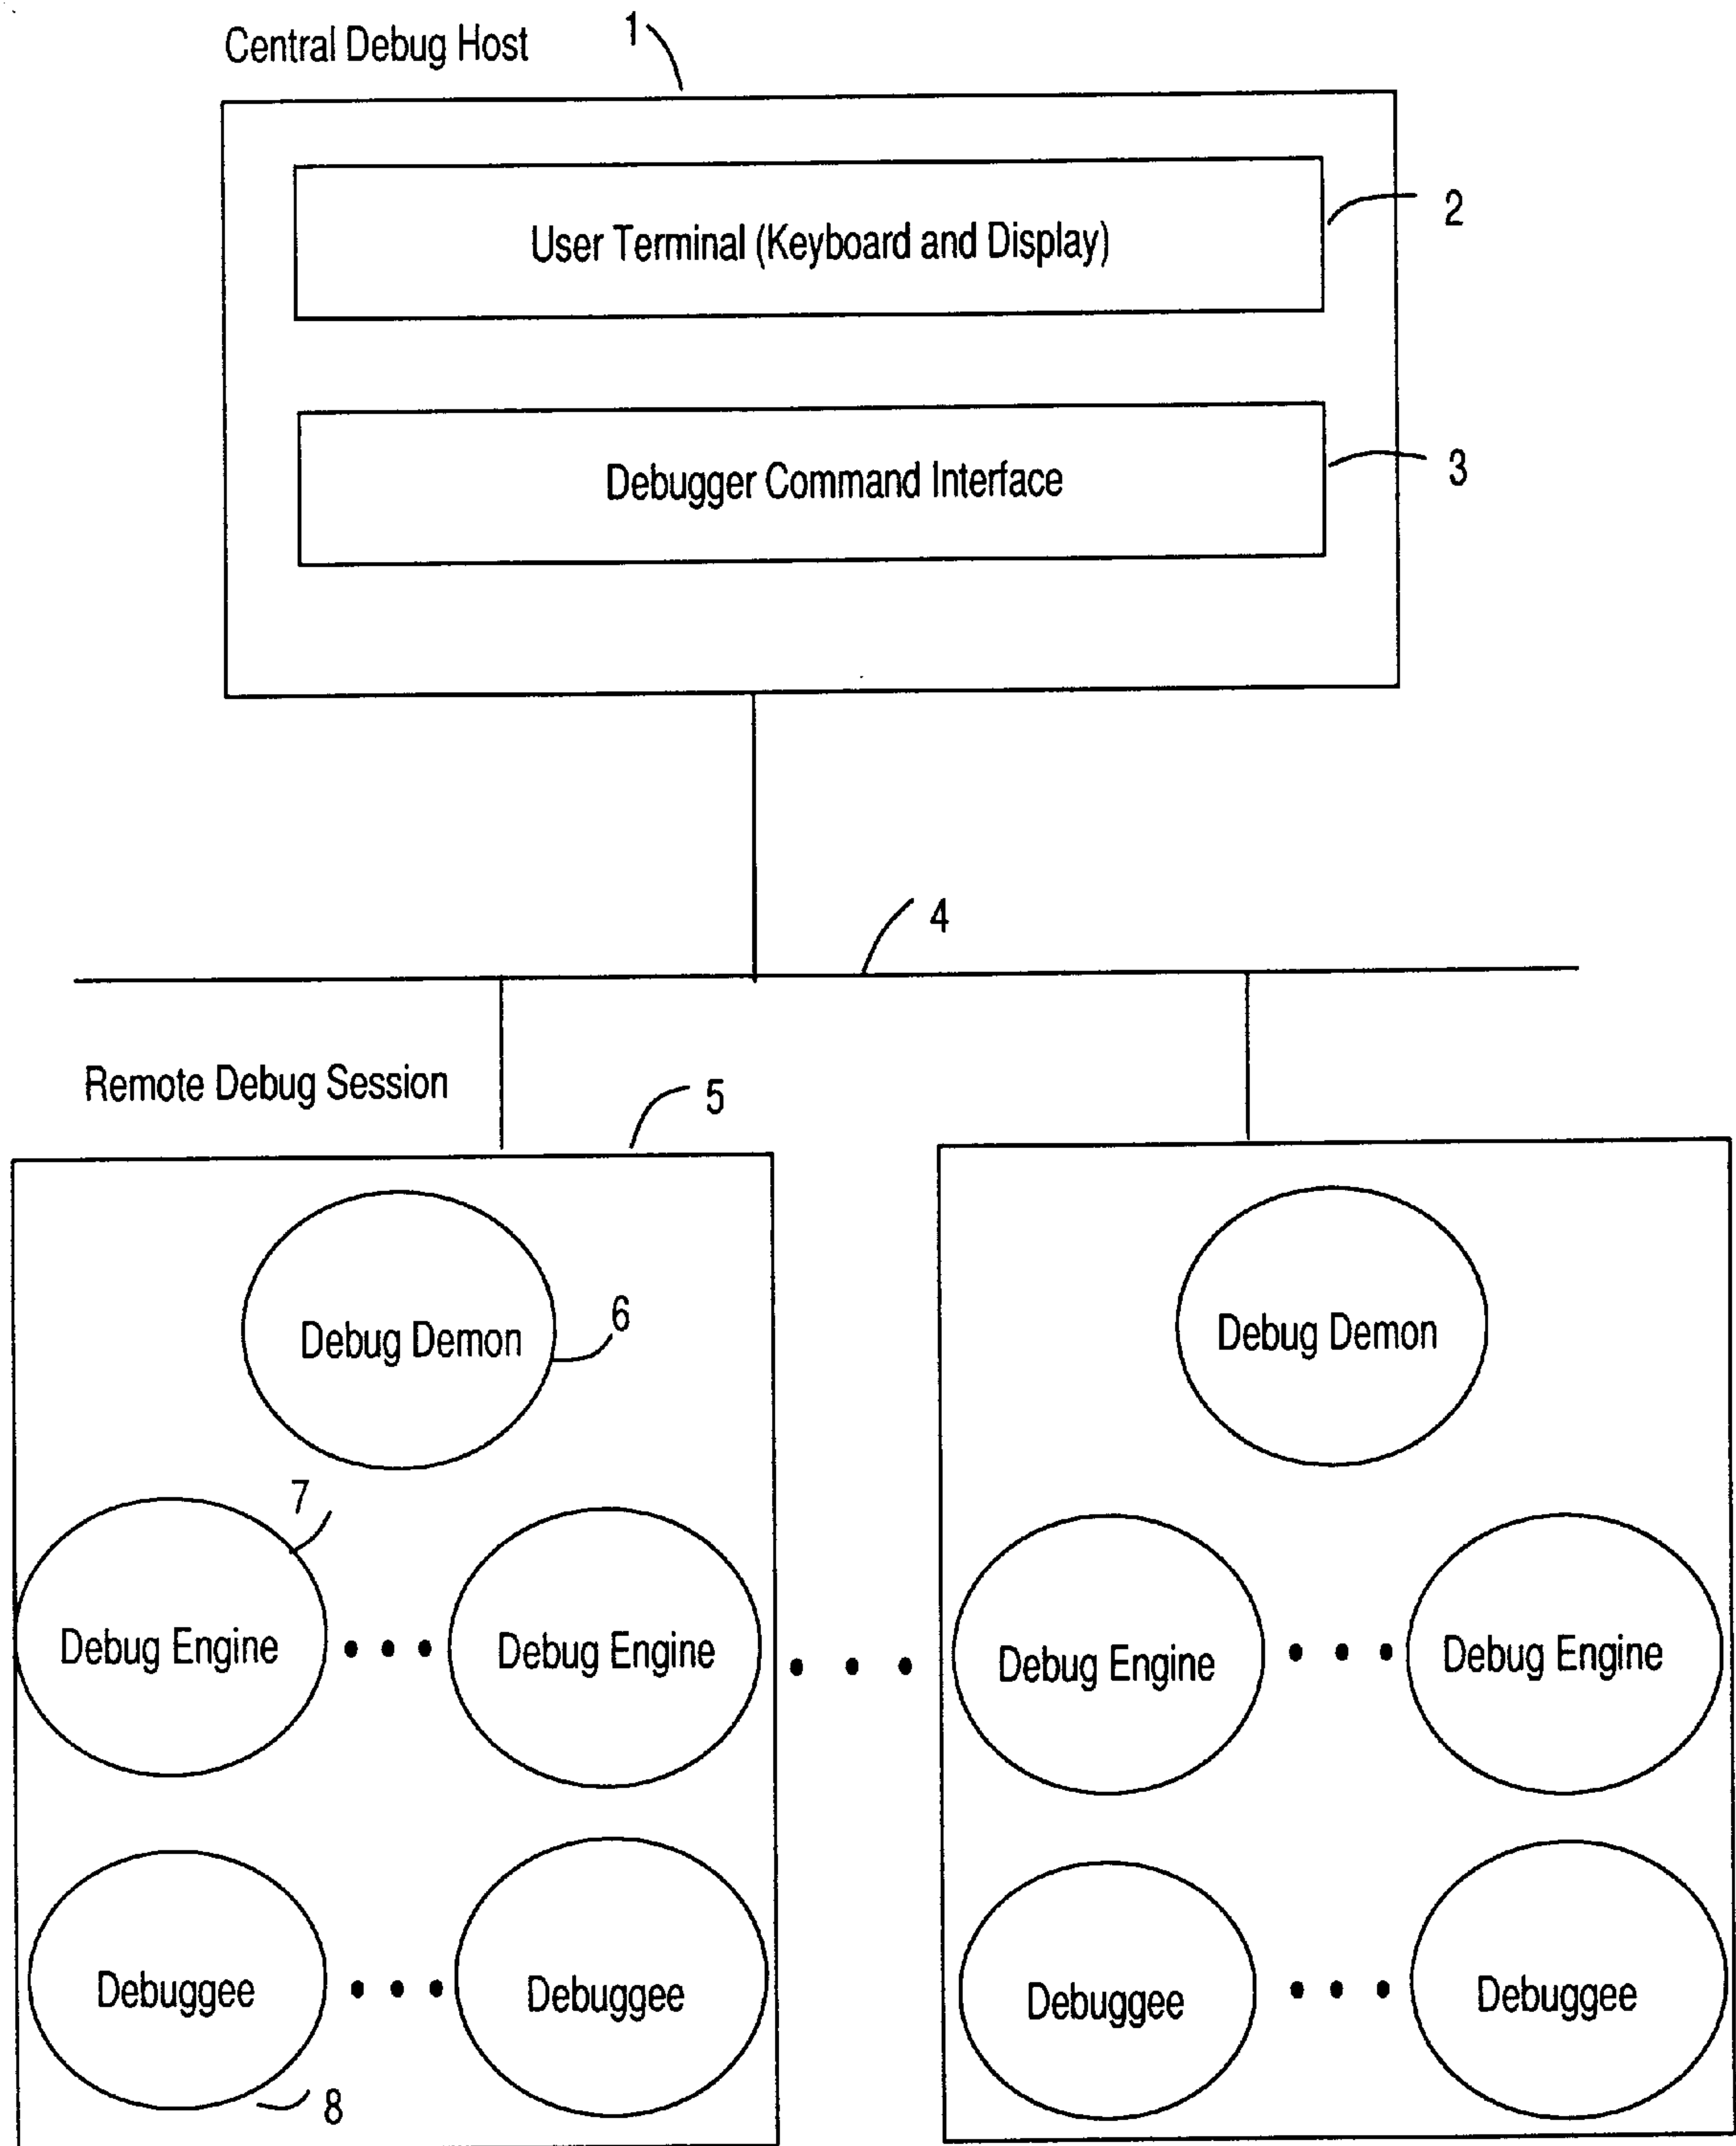 Central Debug Host
1
User Terminal (Keyboard and Display)
2
Debugger Command Interface
3
4
Remote Debug Session
5
Debug Demon
6
Debug Demon
7
Debug Engine
Debug Engine
Debug Engine
Debug Engine
Debuggee
Debuggee
Debuggee
Debuggee
8